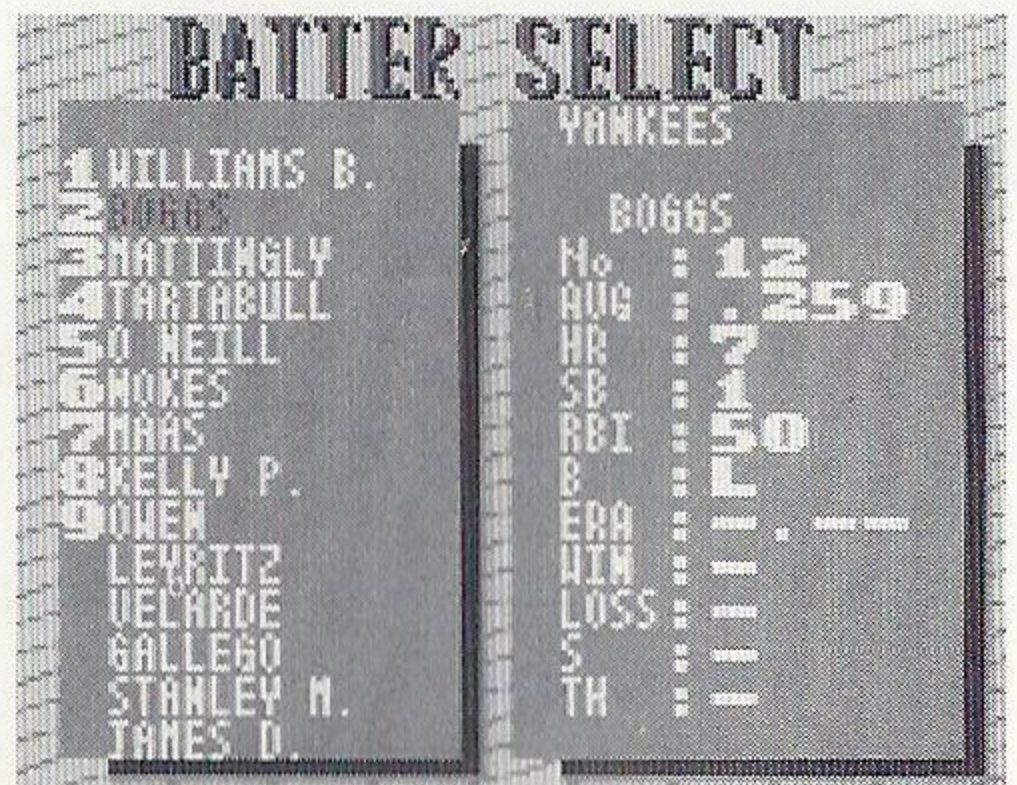 BATTER SELECT
1 WILLIAMS B.
2 BOGGS
3 MATTINGLY
4 TARTABULL
5 O NEILL
6 NOKES
7 MAAS
8 KELLY P.
9 OWEN
LEYRITZ
VELARDE
GALLEGO
STANLEY M.
JAMES D.
YANKEES
BOGGS
No : 12
AVG : .259
HR : 7
SB : 1
RBI : 50
B : L
ERA : -.--
WIN : -
LOSS : -
S : -
TH : -